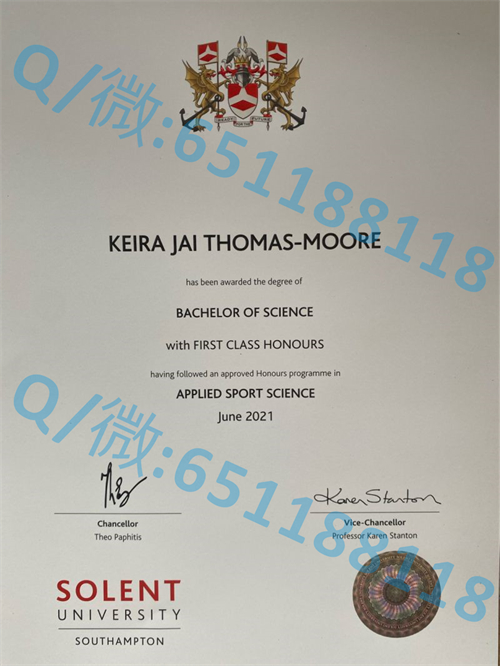 Q/微:651188118
KEIRA JAI THOMAS-MOORE
has been awarded the degree of
BACHELOR OF SCIENCE
with FIRST CLASS HONOURS
having followed an approved Honours programme in
APPLIED SPORT SCIENCE
June 2021
Q/微:651188118
Karen Stanton
Chancellor
Theo Paphitis
Vice-Chancellor
Professor Karen Stanton
SOLENT
UNIVERSITY
SOUTHAMPTON